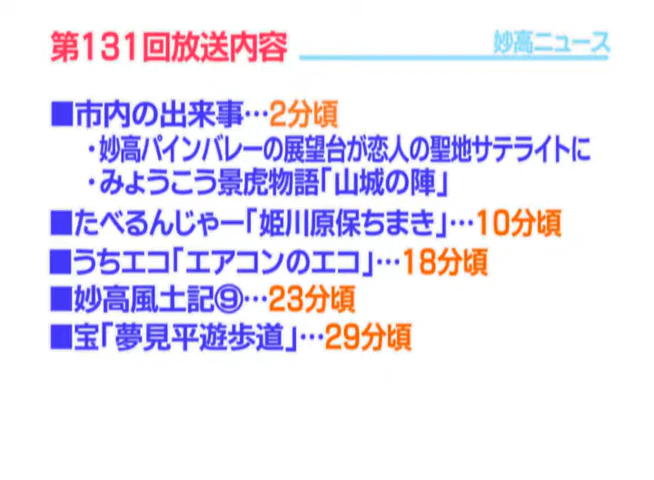 第131回放送内容
妙高ニュース
■市内の出来事…2分頃
・妙高パインバレーの展望台が恋人の聖地サテライトに
・みょうこう景虎物語「山城の陣」
■たべるんじゃー「姫川原保ちまき」…10分頃
■うちエコ「エアコンのエコ」…18分頃
■妙高風土記⑨…23分頃
■宝「夢見平遊歩道」…29分頃